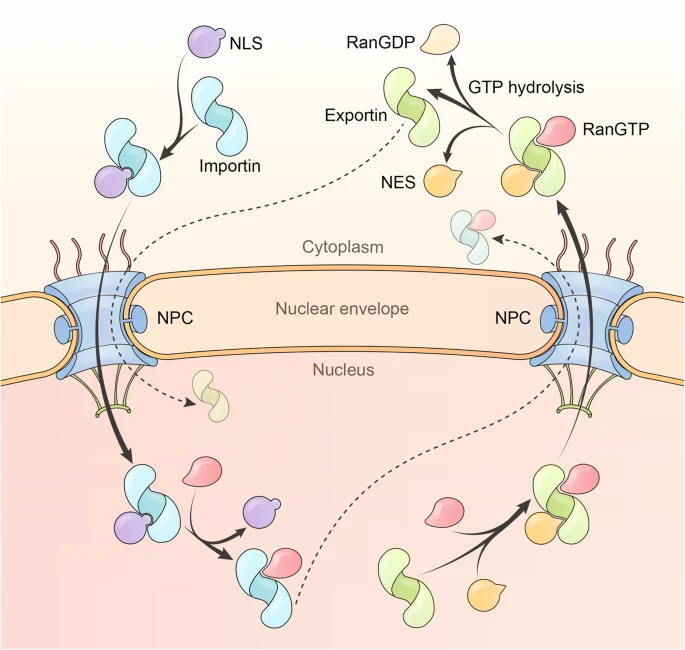 NLS
RanGDP
GTP hydrolysis
Exportin
RanGTP
Importin
NES
Cytoplasm
Nuclear envelope
NPC
NPC
Nucleus